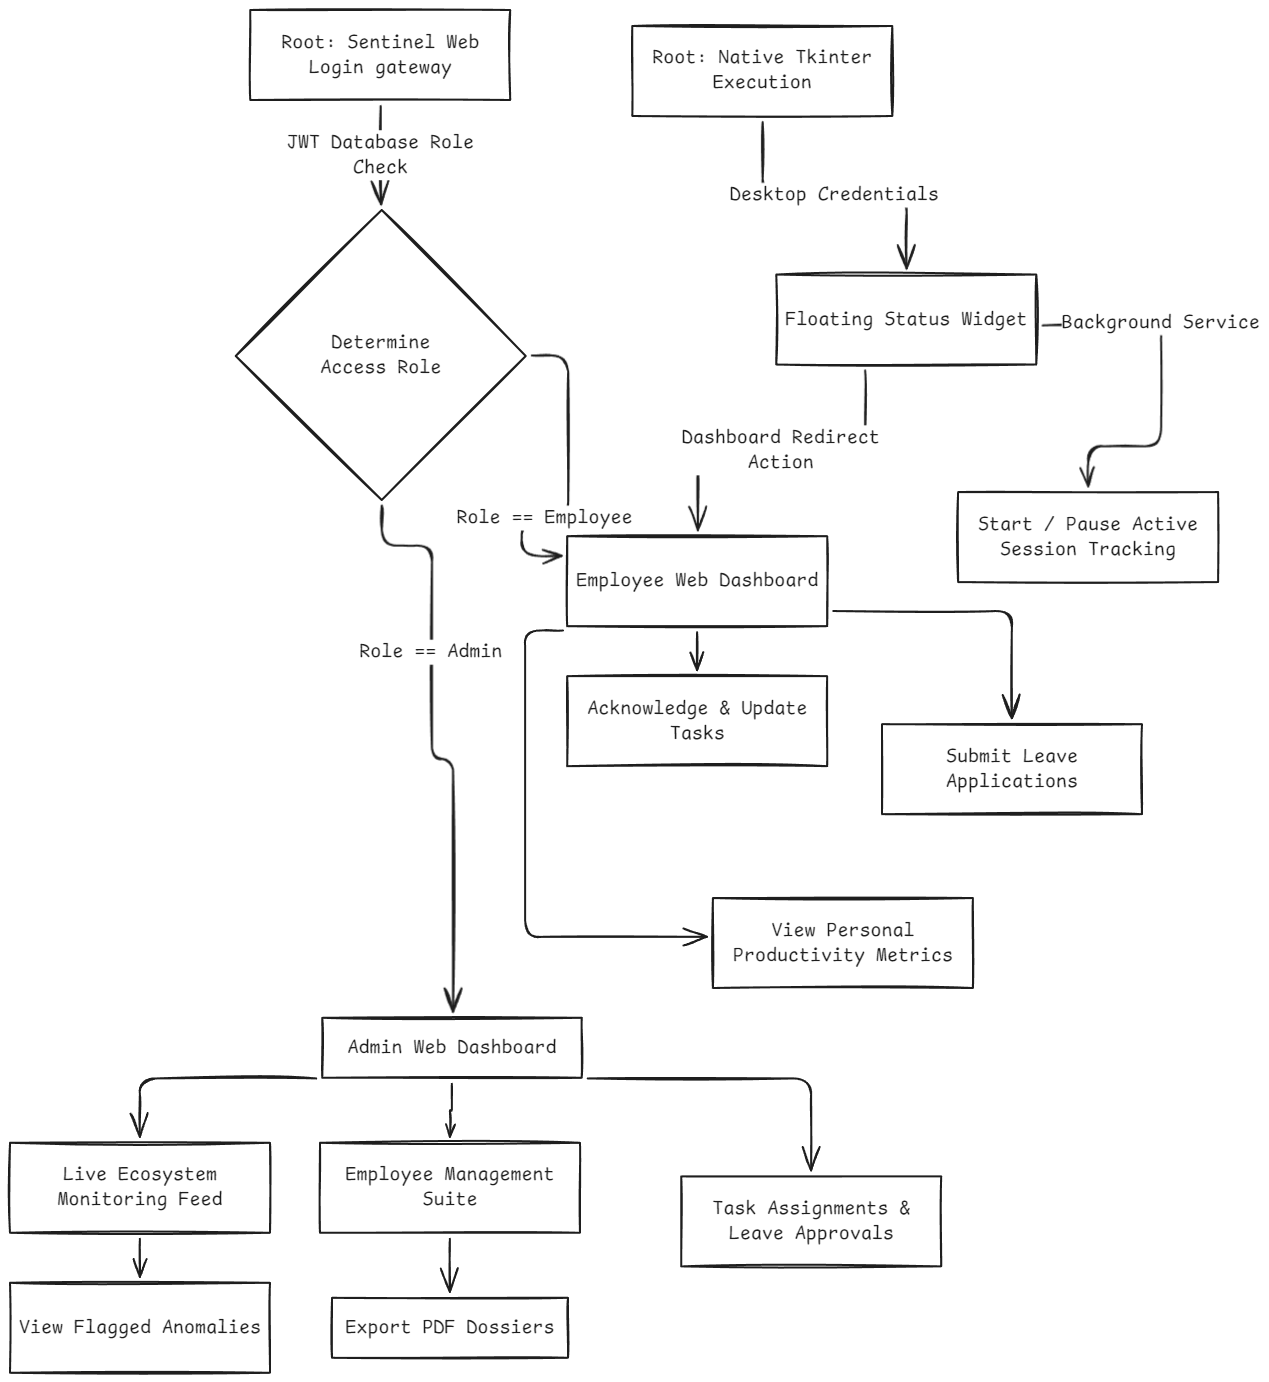 Root: Sentinel Web
Login gateway
Root: Native Tkinter
Execution
JWT Database Role
Check
Desktop Credentials
Determine
Access Role
Floating Status Widget
Background Service
Dashboard Redirect
Action
Role == Employee
Start / Pause Active
Session Tracking
Employee Web Dashboard
Role == Admin
Acknowledge & Update
Tasks
Submit Leave
Applications
View Personal
Productivity Metrics
Admin Web Dashboard
Live Ecosystem
Monitoring Feed
Employee Management
Suite
Task Assignments &
Leave Approvals
View Flagged Anomalies
Export PDF Dossiers